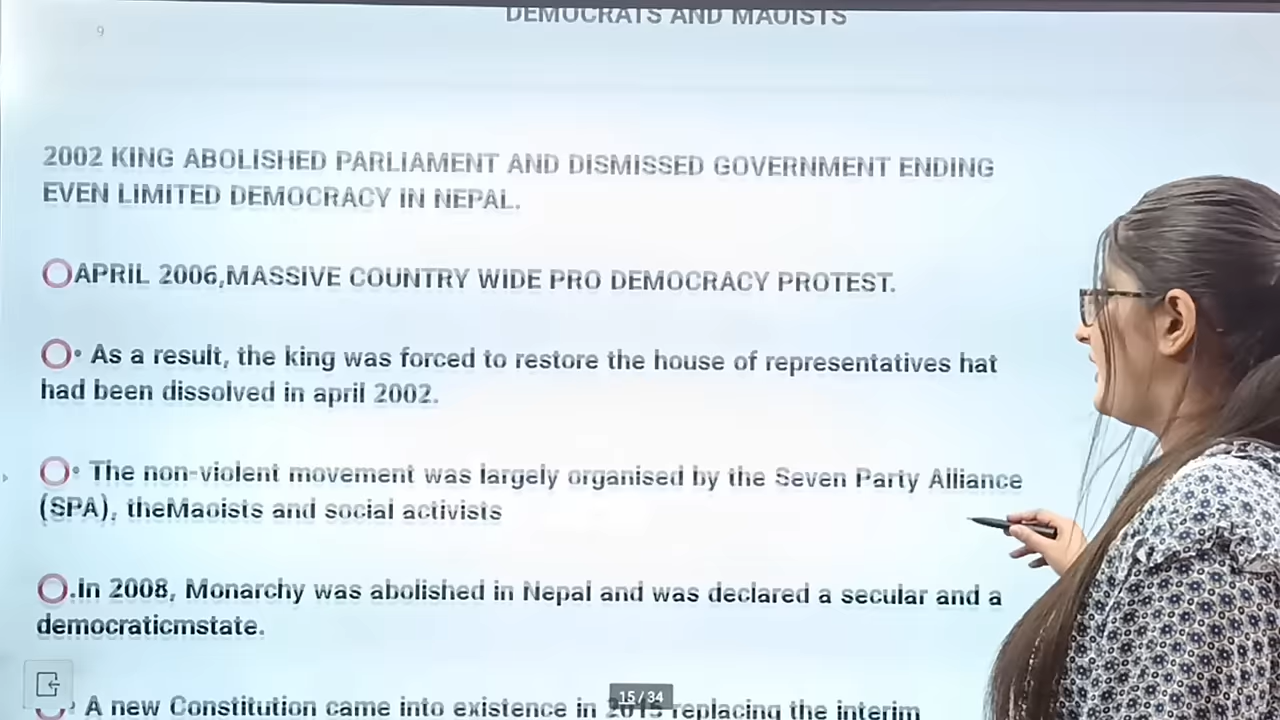 DEMOCRATS AND MAOISTS
9
2002 KING ABOLISHED PARLIAMENT AND DISMISSED GOVERNMENT ENDING
EVEN LIMITED DEMOCRACY IN NEPAL.
APRIL 2006,MASSIVE COUNTRY WIDE PRO DEMOCRACY PROTEST.
• As a result, the king was forced to restore the house of representatives hat
had been dissolved in april 2002.
• The non-violent movement was largely organised by the Seven Party Alliance
(SPA), theMaoists and social activists
.In 2008, Monarchy was abolished in Nepal and was declared a secular and a
democraticmstate.
• A new Constitution came into existence in 2015 replacing the interim
15/34